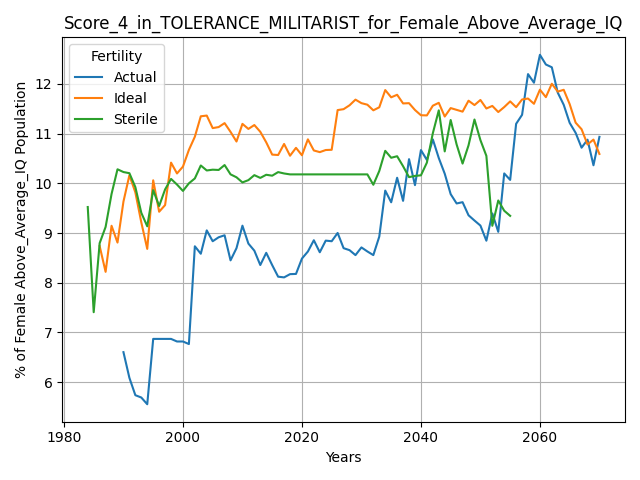 Score_4_in_TOLERANCE_MILITARIST_for_Female_Above_Average_IQ
Fertility
Actual
Ideal
Sterile
% of Female Above_Average_IQ Population
12
11
10
9
8
7
6
1980
2000
2020
2040
2060
Years